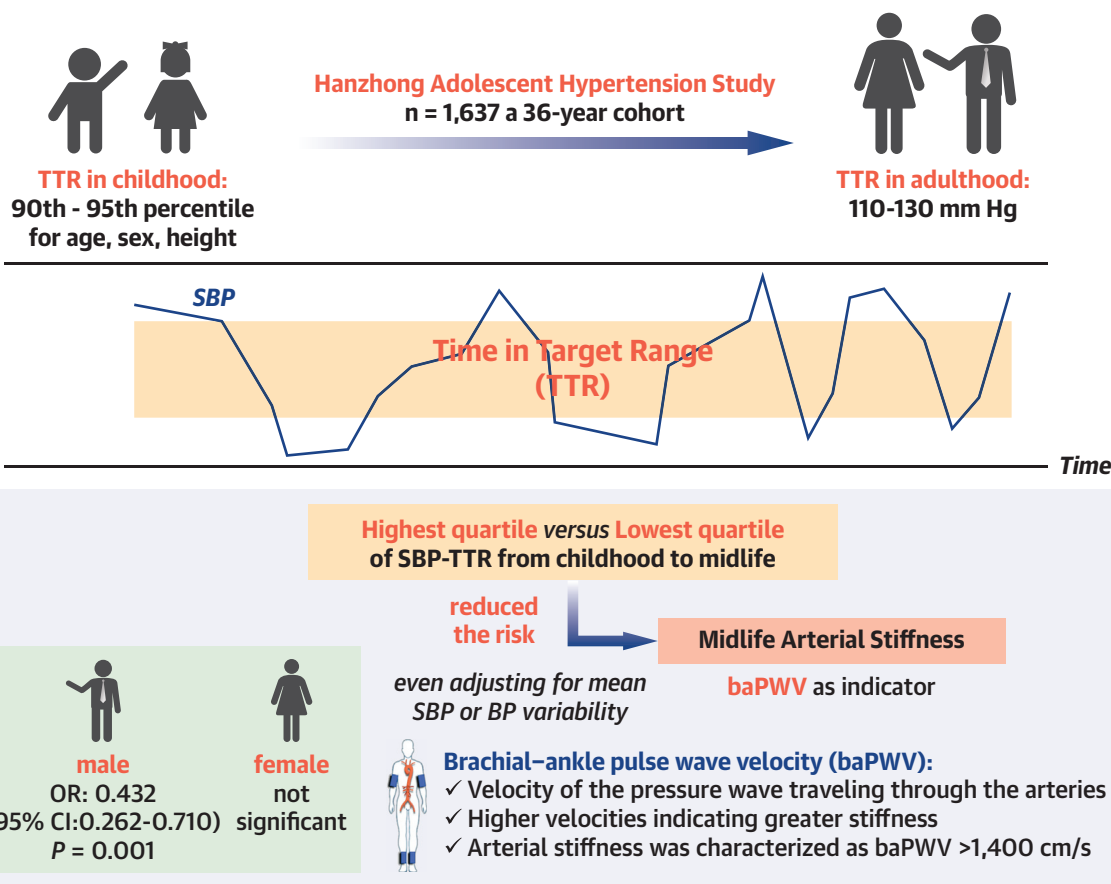 Hanzhong Adolescent Hypertension Study
n = 1,637 a 36-year cohort
TTR in childhood:
90th - 95th percentile
for age, sex, height
TTR in adulthood:
110-130 mm Hg
SBP
Time in Target Range
(TTR)
Time
Highest quartile versus Lowest quartile
of SBP-TTR from childhood to midlife
reduced
the risk
Midlife Arterial Stiffness
even adjusting for mean
SBP or BP variability
baPWV as indicator
male
OR: 0.432
95% CI:0.262-0.710)
P = 0.001
female
not
significant
Brachial–ankle pulse wave velocity (baPWV):
✓ Velocity of the pressure wave traveling through the arteries
✓ Higher velocities indicating greater stiffness
✓ Arterial stiffness was characterized as baPWV >1,400 cm/s